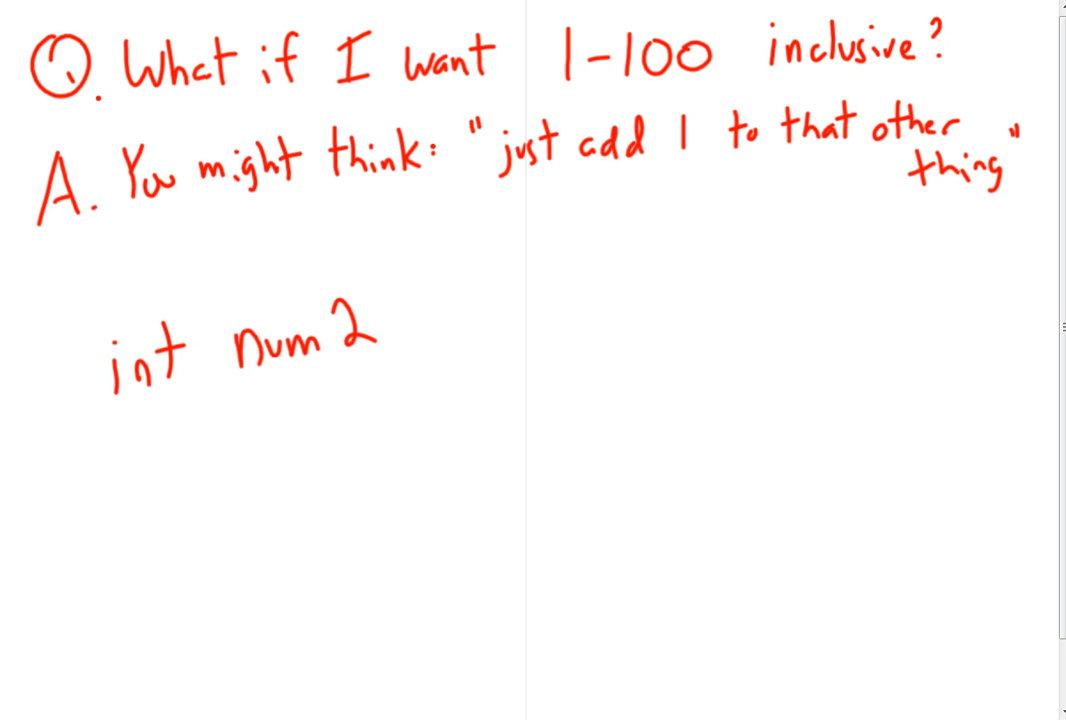 Q. What if I want 1-100 inclusive?
A. You might think: "just add 1 to that other thing"
int num2